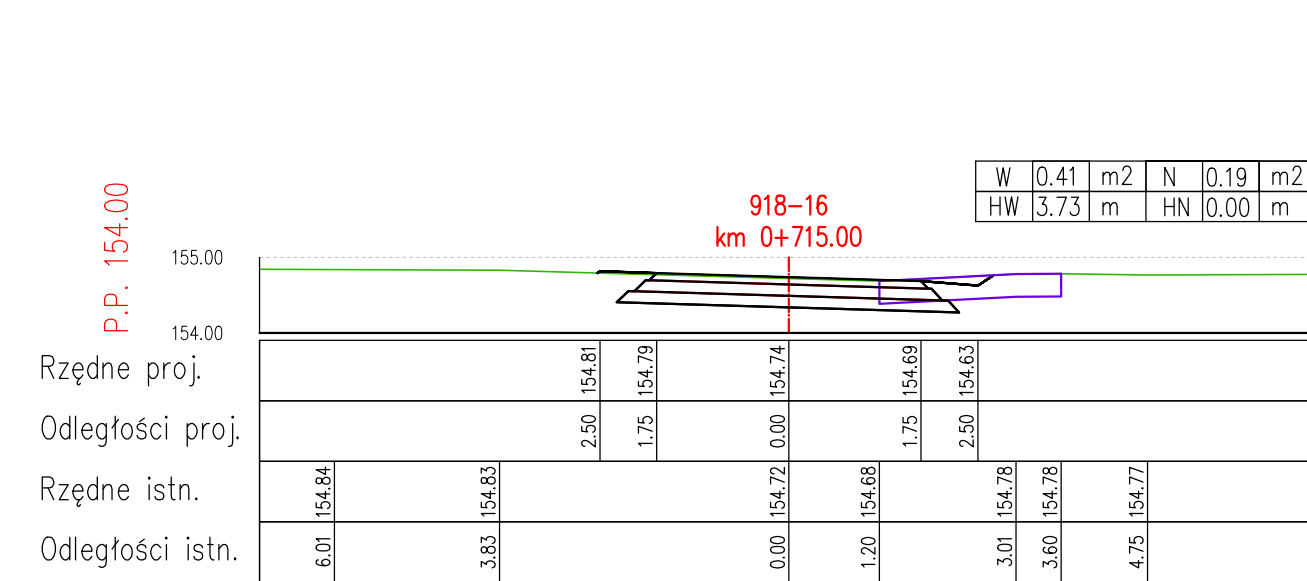 W 0.41 m2 N 0.19 m2
HW 3.73 m HN 0.00 m
918-16
km 0+715.00
P.P. 154.00
155.00
154.00
Rzędne proj. 154.81 154.79 154.74 154.69 154.63
Odległości proj. 2.50 1.75 0.00 1.75 2.50
Rzędne istn. 154.84 154.83 154.72 154.68 154.78 154.78 154.77
Odległości istn. 6.01 3.83 0.00 1.20 3.01 3.60 4.75